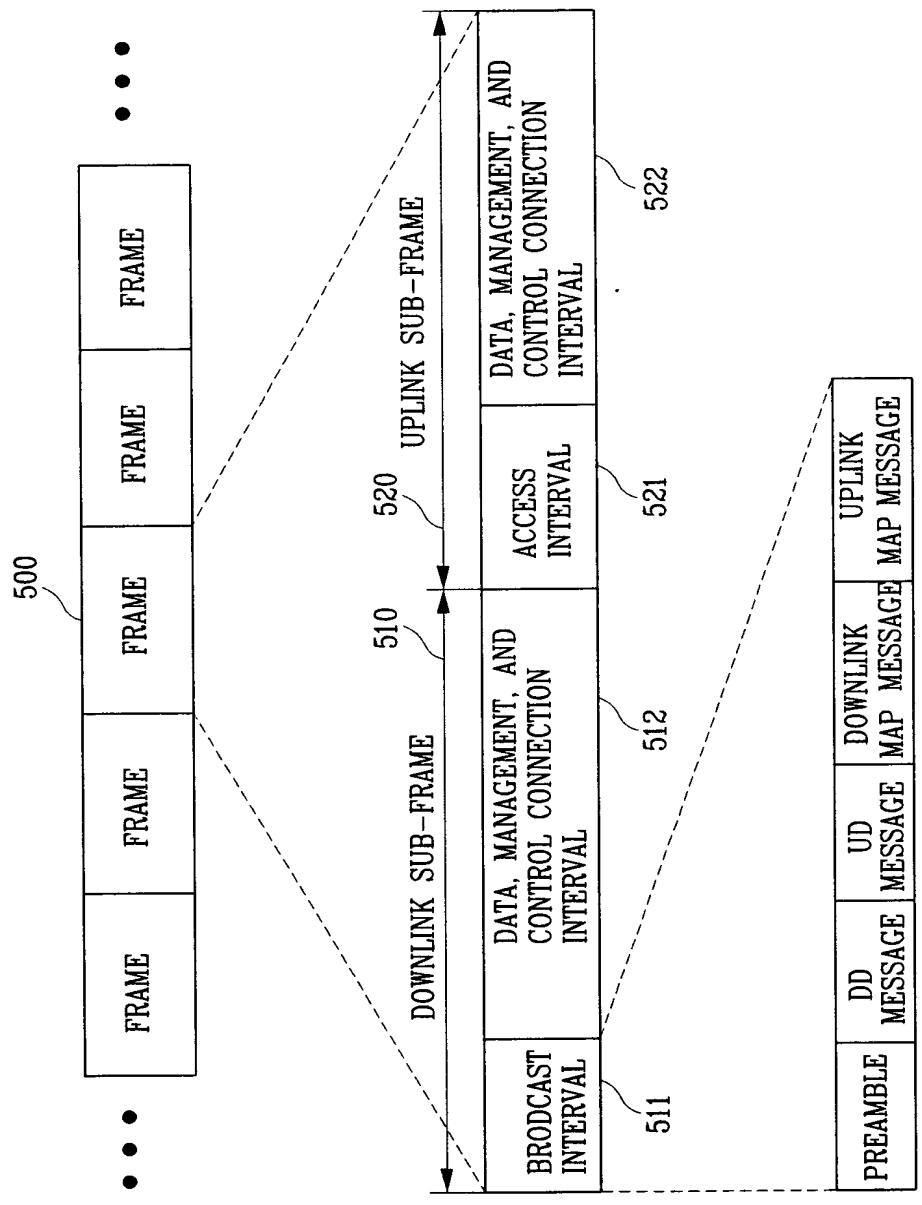 500
FRAME
FRAME
FRAME
FRAME
FRAME
DOWNLINK SUB-FRAME
510
520
UPLINK SUB-FRAME
BRODCAST
INTERVAL
DATA, MANAGEMENT, AND
CONTROL CONNECTION
INTERVAL
ACCESS
INTERVAL
DATA, MANAGEMENT, AND
CONTROL CONNECTION
INTERVAL
511
512
521
522
PREAMBLE
DD
MESSAGE
UD
MESSAGE
DOWNLINK
MAP MESSAGE
UPLINK
MAP MESSAGE